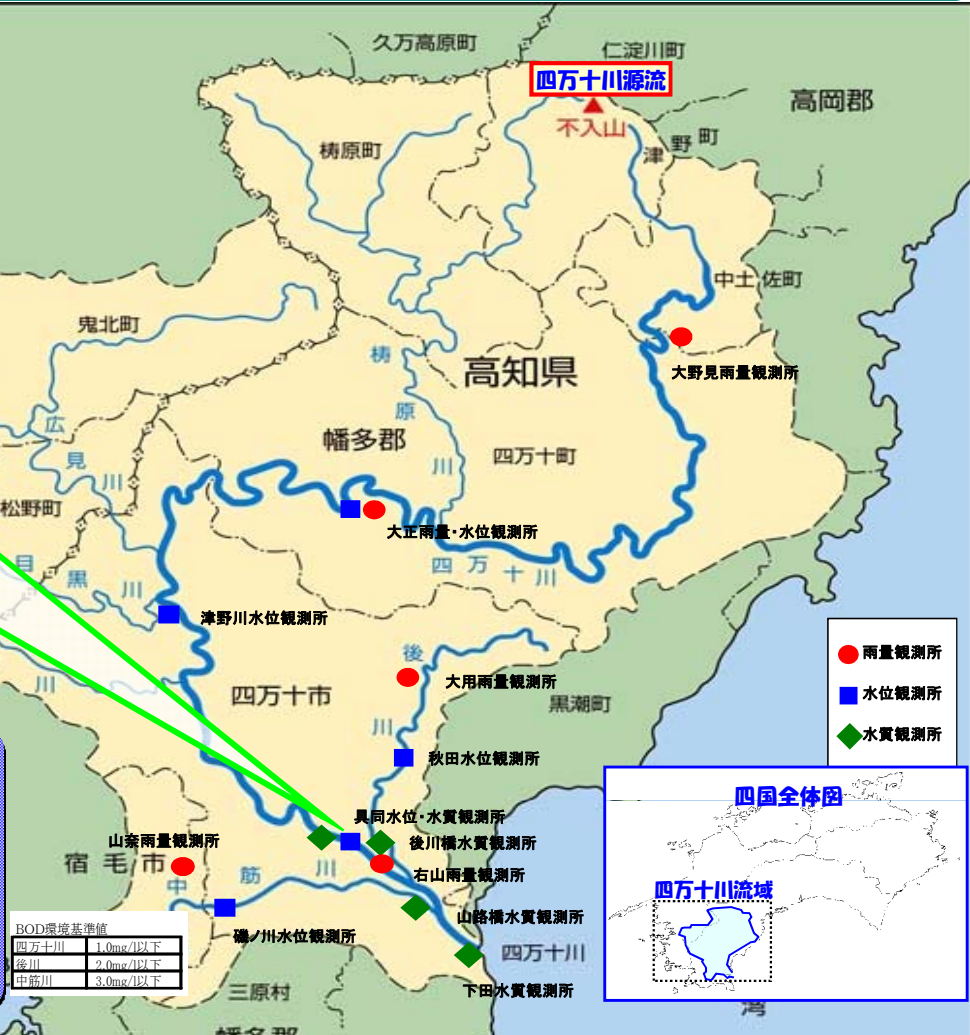 久万高原町
仁淀川町
四万十川源流
不入山
高岡郡
津野町
梼原町
中土佐町
鬼北町
大野見雨量観測所
高知県
梼原川
広見川
幡多郡
四万十町
松野町
大正雨量・水位観測所
四万十川
目黒川
津野川水位観測所
後川
大用雨量観測所
黒潮町
川
四万十市
秋田水位観測所
雨量観測所
水位観測所
水質観測所
具同水位・水質観測所
後川橋水質観測所
山奈雨量観測所
宿毛市
右山雨量観測所
中筋川
山路橋水質観測所
磯ノ川水位観測所
四万十川
下田水質観測所
三原村
幡多郡
湾
四国全体図
四万十川流域
BOD環境基準値
四万十川 1.0mg/l以下
後川 2.0mg/l以下
中筋川 3.0mg/l以下